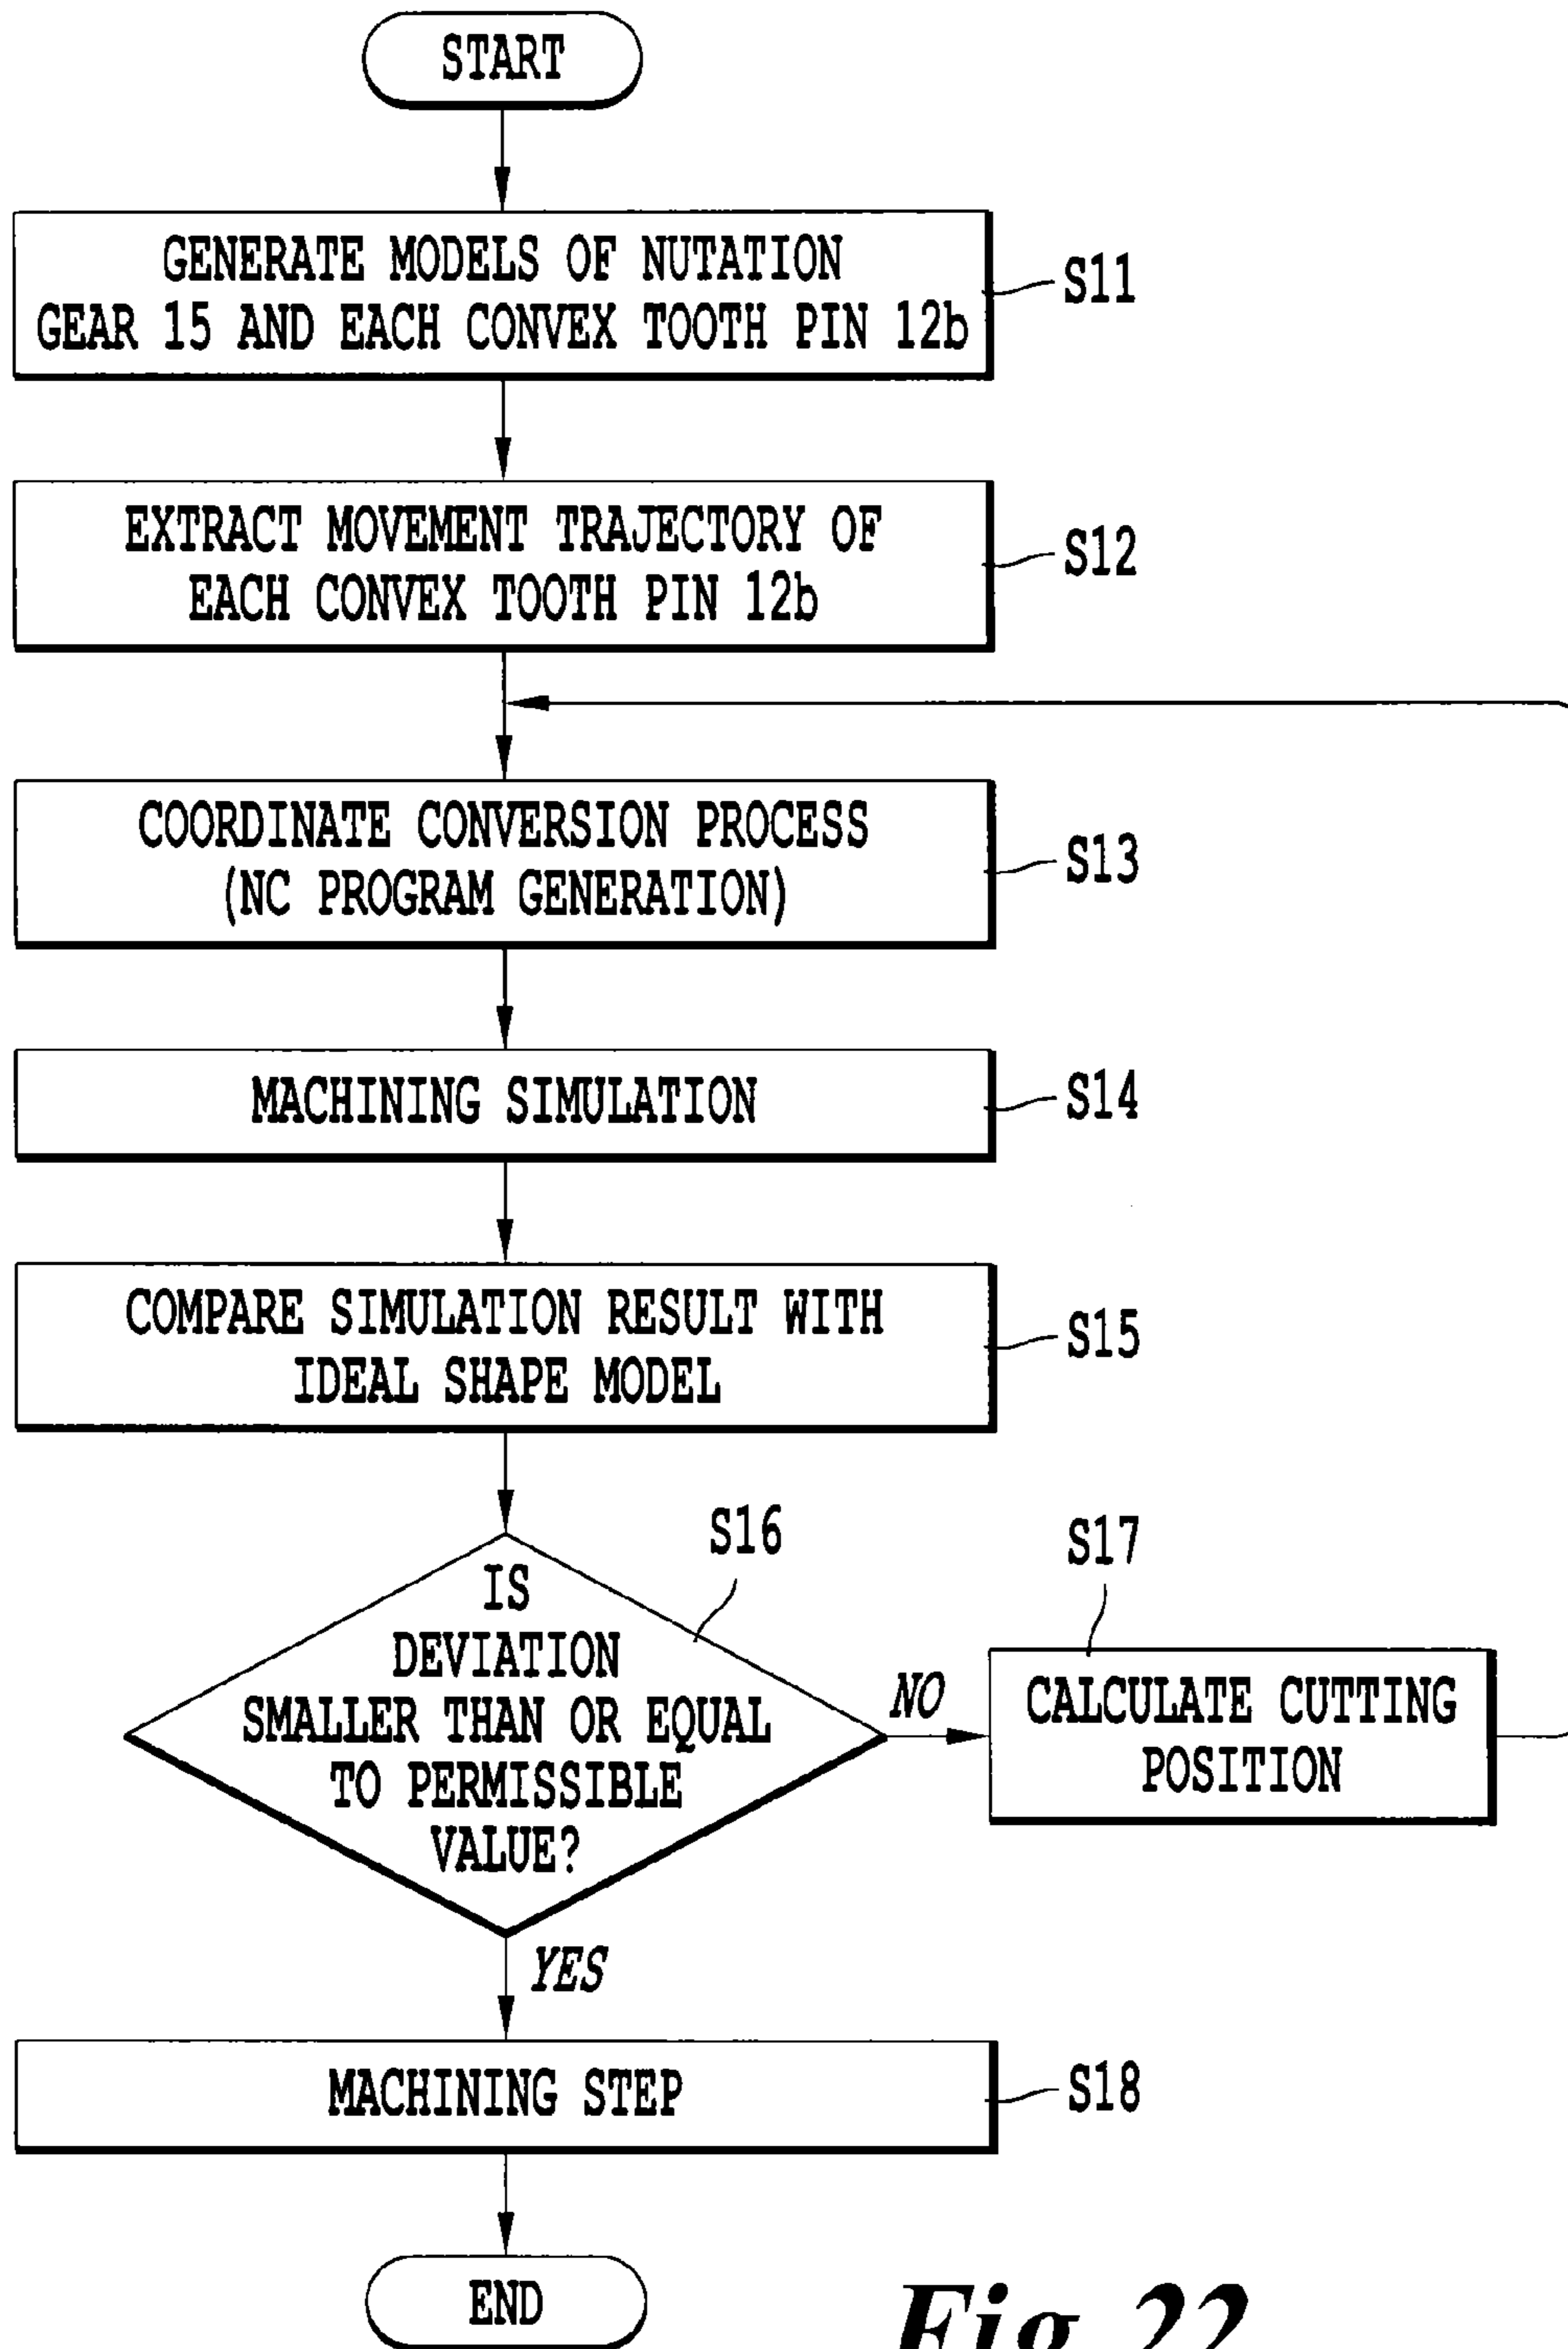 START
GENERATE MODELS OF NUTATION
GEAR 15 AND EACH CONVEX TOOTH PIN 12b
S11
EXTRACT MOVEMENT TRAJECTORY OF
EACH CONVEX TOOTH PIN 12b
S12
COORDINATE CONVERSION PROCESS
(NC PROGRAM GENERATION)
S13
MACHINING SIMULATION
S14
COMPARE SIMULATION RESULT WITH
IDEAL SHAPE MODEL
S15
S16
IS
DEVIATION
SMALLER THAN OR EQUAL
TO PERMISSIBLE
VALUE?
NO
S17
CALCULATE CUTTING
POSITION
YES
MACHINING STEP
S18
END
Fig. 22